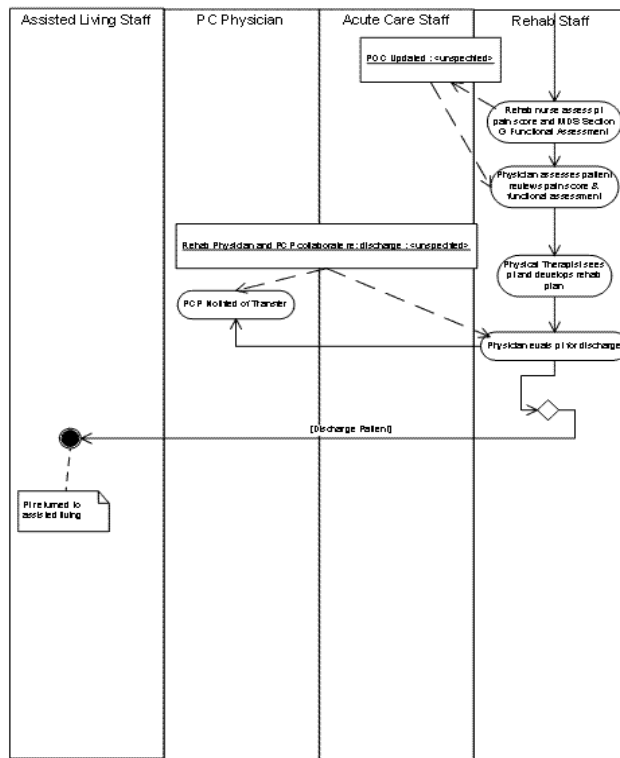 Assisted Living Staff
PC Physician
Acute Care Staff
Rehab Staff
POC Updated : <unspecified>
Rehab nurse assess pt
pain score and MDS Section
G Functional Assessment
Physician assesses patient
reviews pain score &
functional assessment
Rehab Physician and PCP collaborate re: discharge : <unspecified>
Physical Therapist sees
pt and develops rehab
plan
PCP Notified of Transfer
Physician evals pt for discharge
[Discharge Patient]
Pt returned to
assisted living